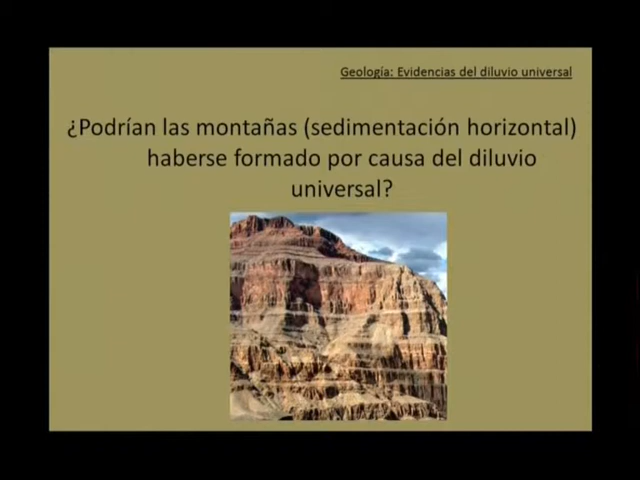 Geología: Evidencias del diluvio universal
¿Podrían las montañas (sedimentación horizontal)
haberse formado por causa del diluvio
universal?